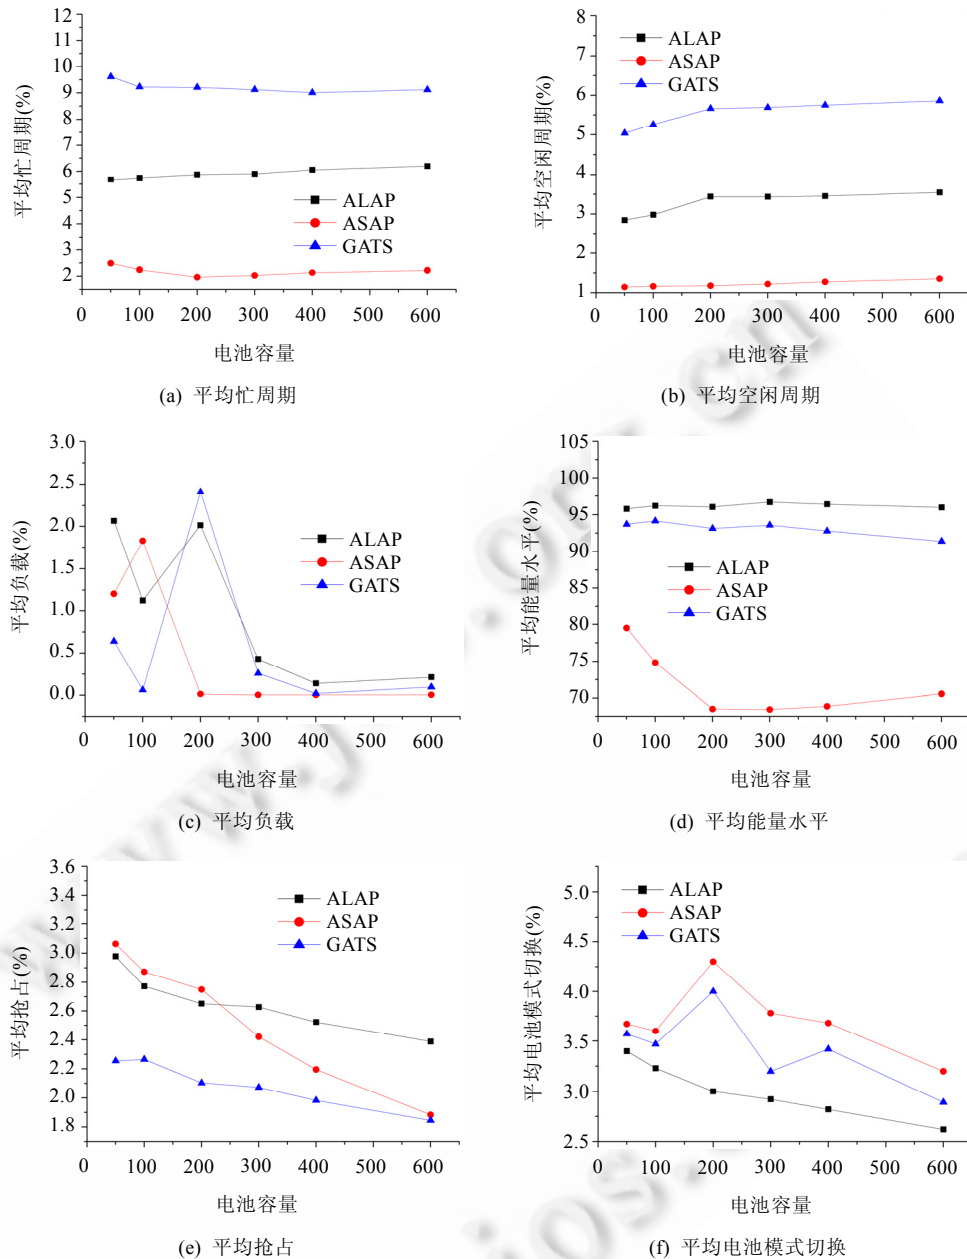 12
11
10
9
8
7
6
5
4
3
2
平均忙周期(%)
ALAP
ASAP
GATS
0 100 200 300 400 500 600
电池容量
(a) 平均忙周期
8
7
6
5
4
3
2
1
平均空闲周期(%)
ALAP
ASAP
GATS
0 100 200 300 400 500 600
电池容量
(b) 平均空闲周期
3.0
2.5
2.0
1.5
1.0
0.5
0.0
平均负载(%)
ALAP
ASAP
GATS
0 100 200 300 400 500 600
电池容量
(c) 平均负载
105
100
95
90
85
80
75
70
平均能量水平(%)
ALAP
ASAP
GATS
0 100 200 300 400 500 600
电池容量
(d) 平均能量水平
3.6
3.4
3.2
3.0
2.8
2.6
2.4
2.2
2.0
1.8
平均抢占(%)
ALAP
ASAP
GATS
0 100 200 300 400 500 600
电池容量
(e) 平均抢占
5.0
4.5
4.0
3.5
3.0
2.5
平均电池模式切换(%)
ALAP
ASAP
GATS
0 100 200 300 400 500 600
电池容量
(f) 平均电池模式切换